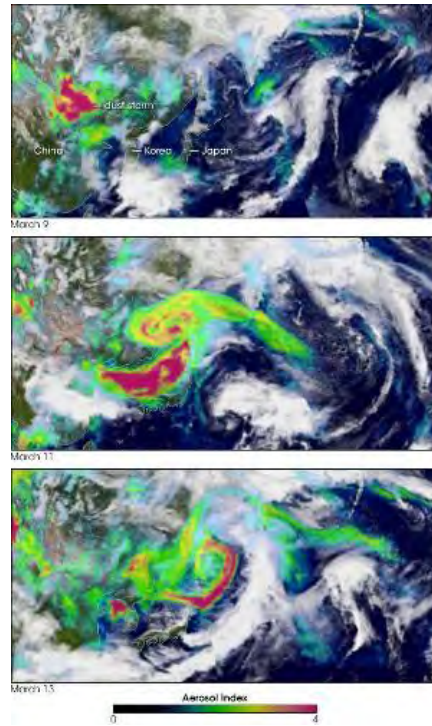 dust storm
China
Korea
Japan
March 9
March 11
March 13
Aerosol Index
0 4